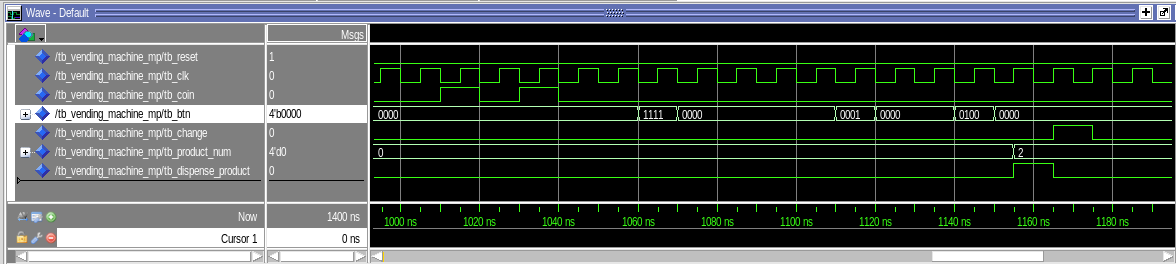 Wave - Default
Msgs
/tb_vending_machine_mp/tb_reset 1
/tb_vending_machine_mp/tb_clk 0
/tb_vending_machine_mp/tb_coin 0
/tb_vending_machine_mp/tb_btn 4'b0000 0000 1111 0000 0001 0000 0100 0000
/tb_vending_machine_mp/tb_change 0
/tb_vending_machine_mp/tb_product_num 4'd0 0 2
/tb_vending_machine_mp/tb_dispense_product 0
Now 1400 ns 1000 ns 1020 ns 1040 ns 1060 ns 1080 ns 1100 ns 1120 ns 1140 ns 1160 ns 1180 ns
Cursor 1 0 ns